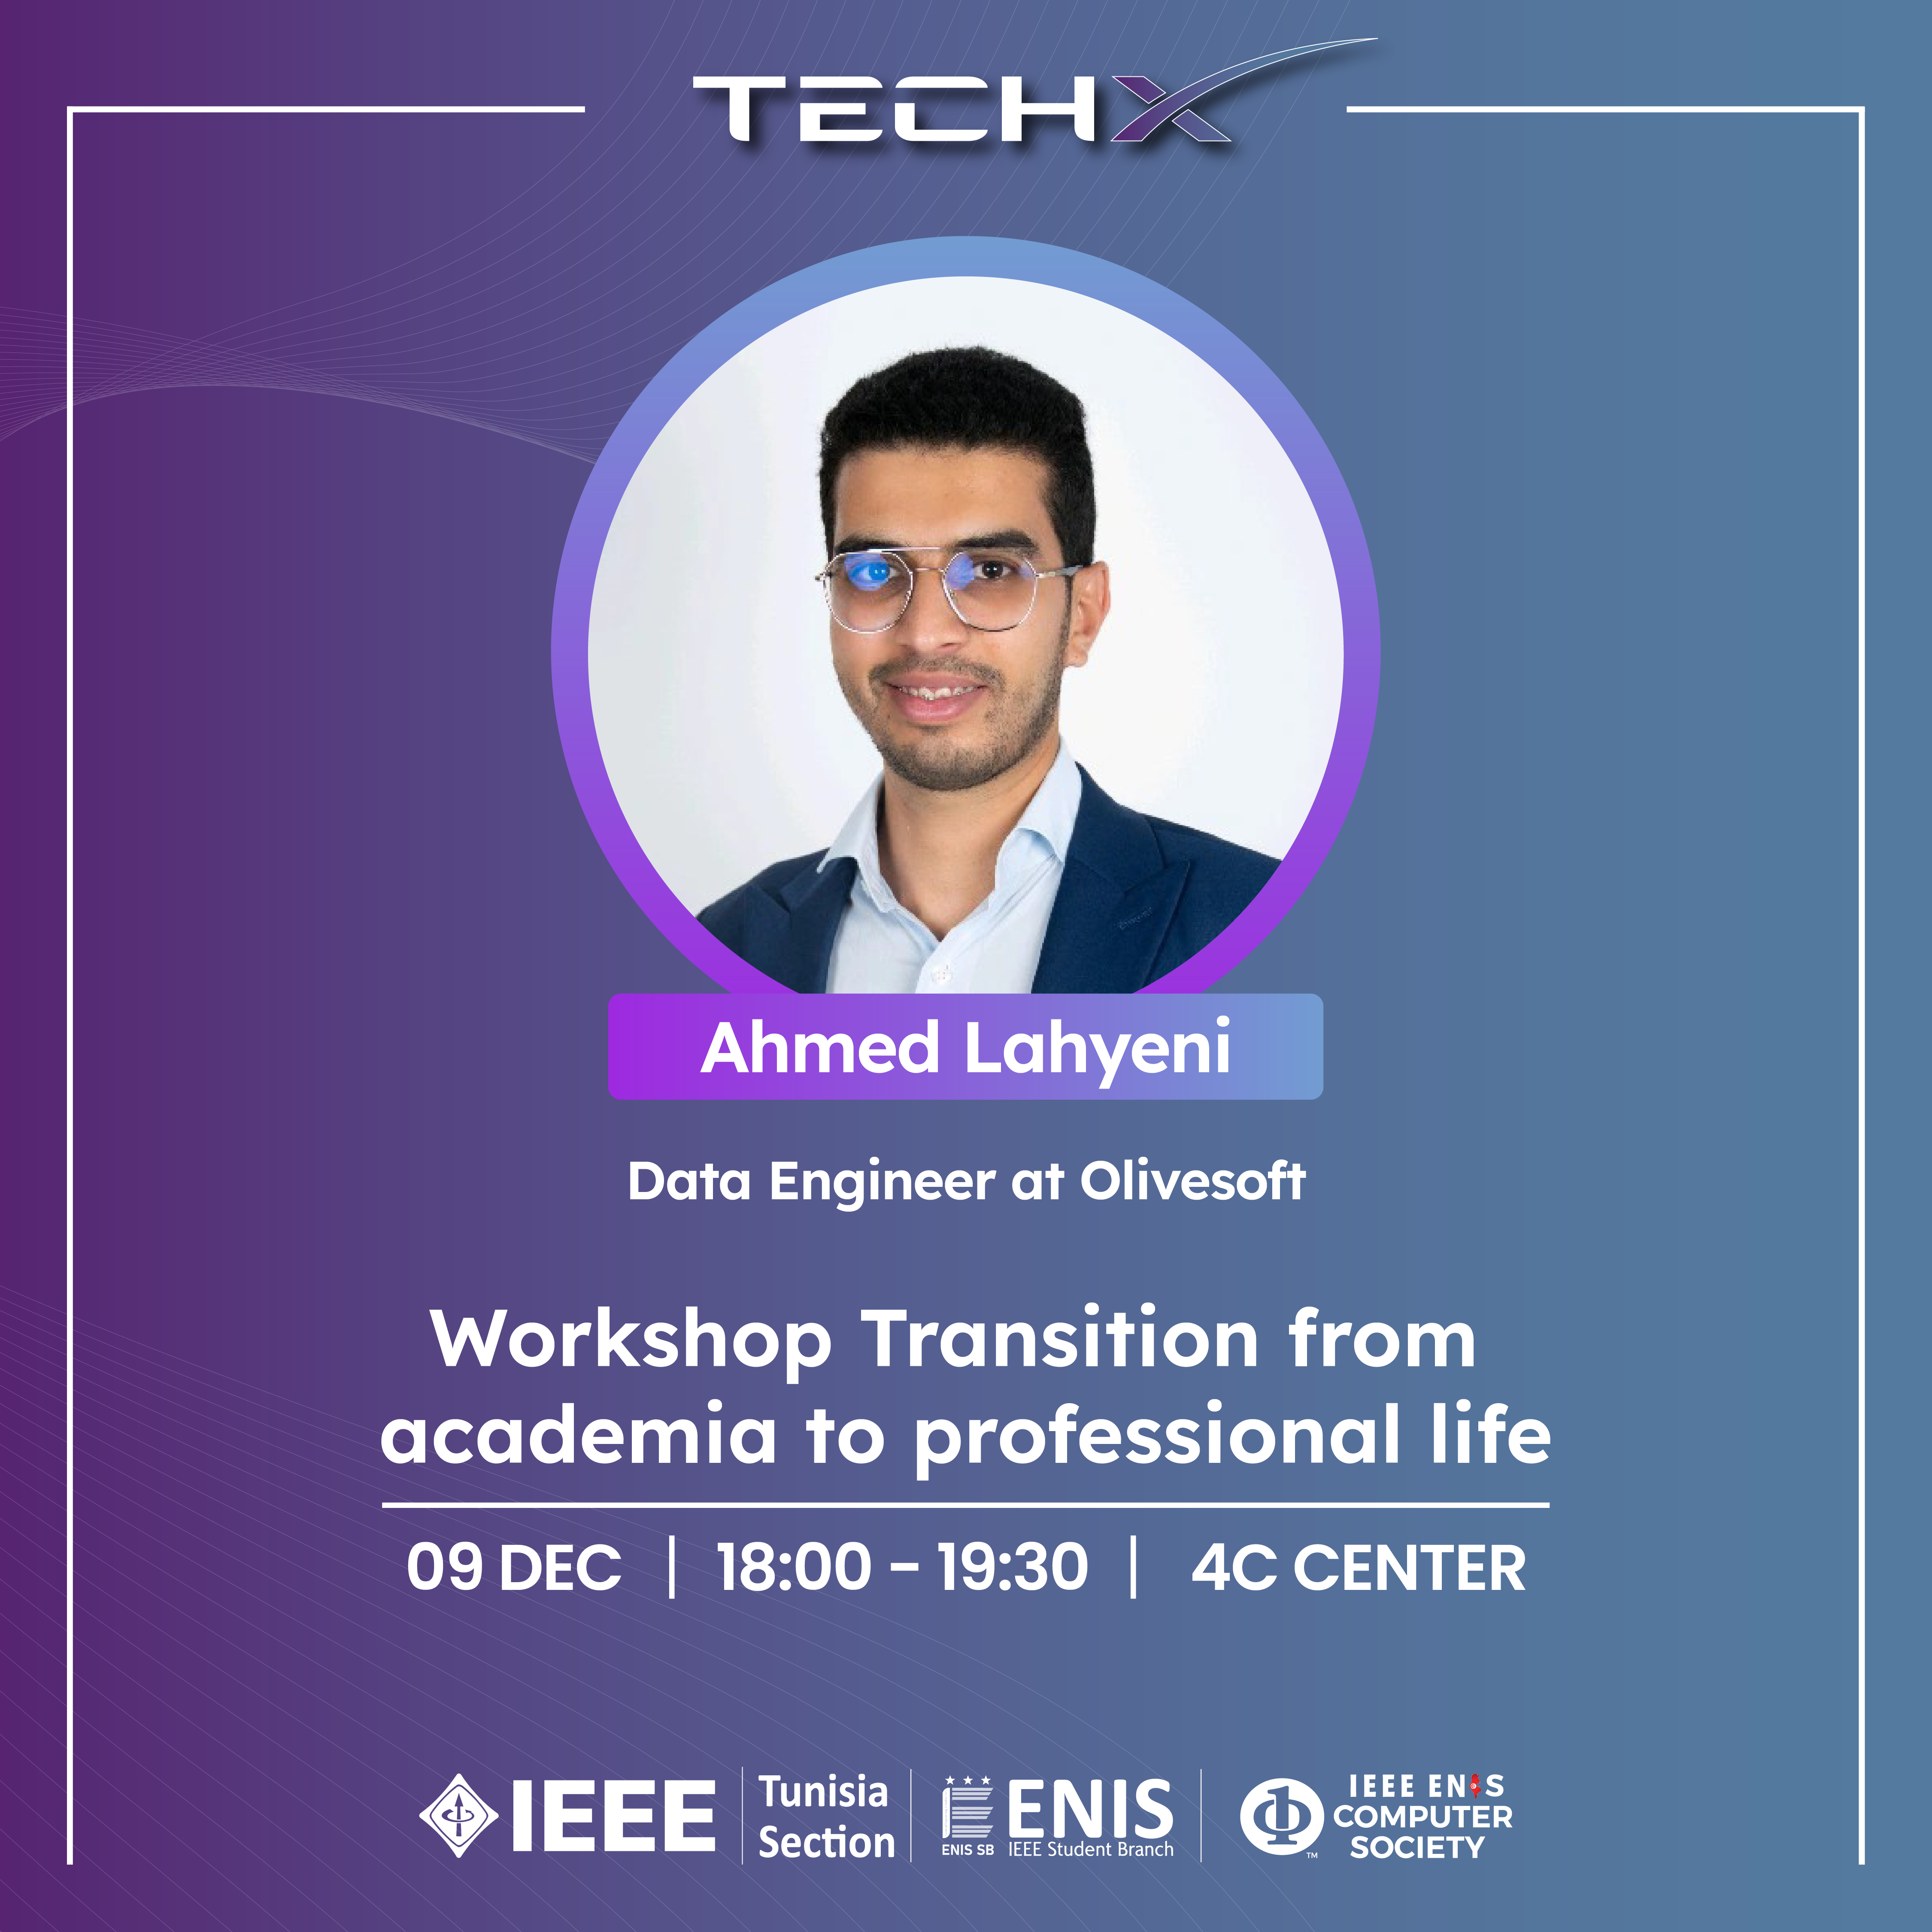 TECHX
Ahmed Lahyeni
Data Engineer at Olivesoft
Workshop Transition from
academia to professional life
09 DEC | 18:00 - 19:30 | 4C CENTER
IEEE
Tunisia
Section
ENIS SB
ENIS
IEEE Student Branch
TM
IEEE ENIS
COMPUTER
SOCIETY